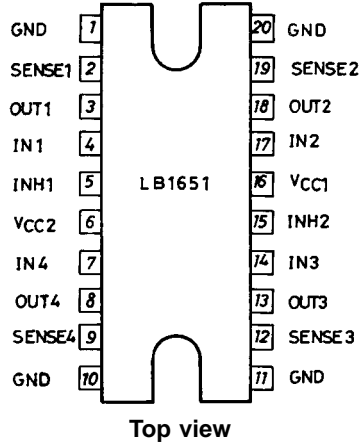 GND 1 20 GND
SENSE1 2 19 SENSE2
OUT1 3 18 OUT2
IN1 4 17 IN2
INH1 5 LB1651 16 VCC1
VCC2 6 15 INH2
IN4 7 14 IN3
OUT4 8 13 OUT3
SENSE4 9 12 SENSE3
GND 10 11 GND
Top view